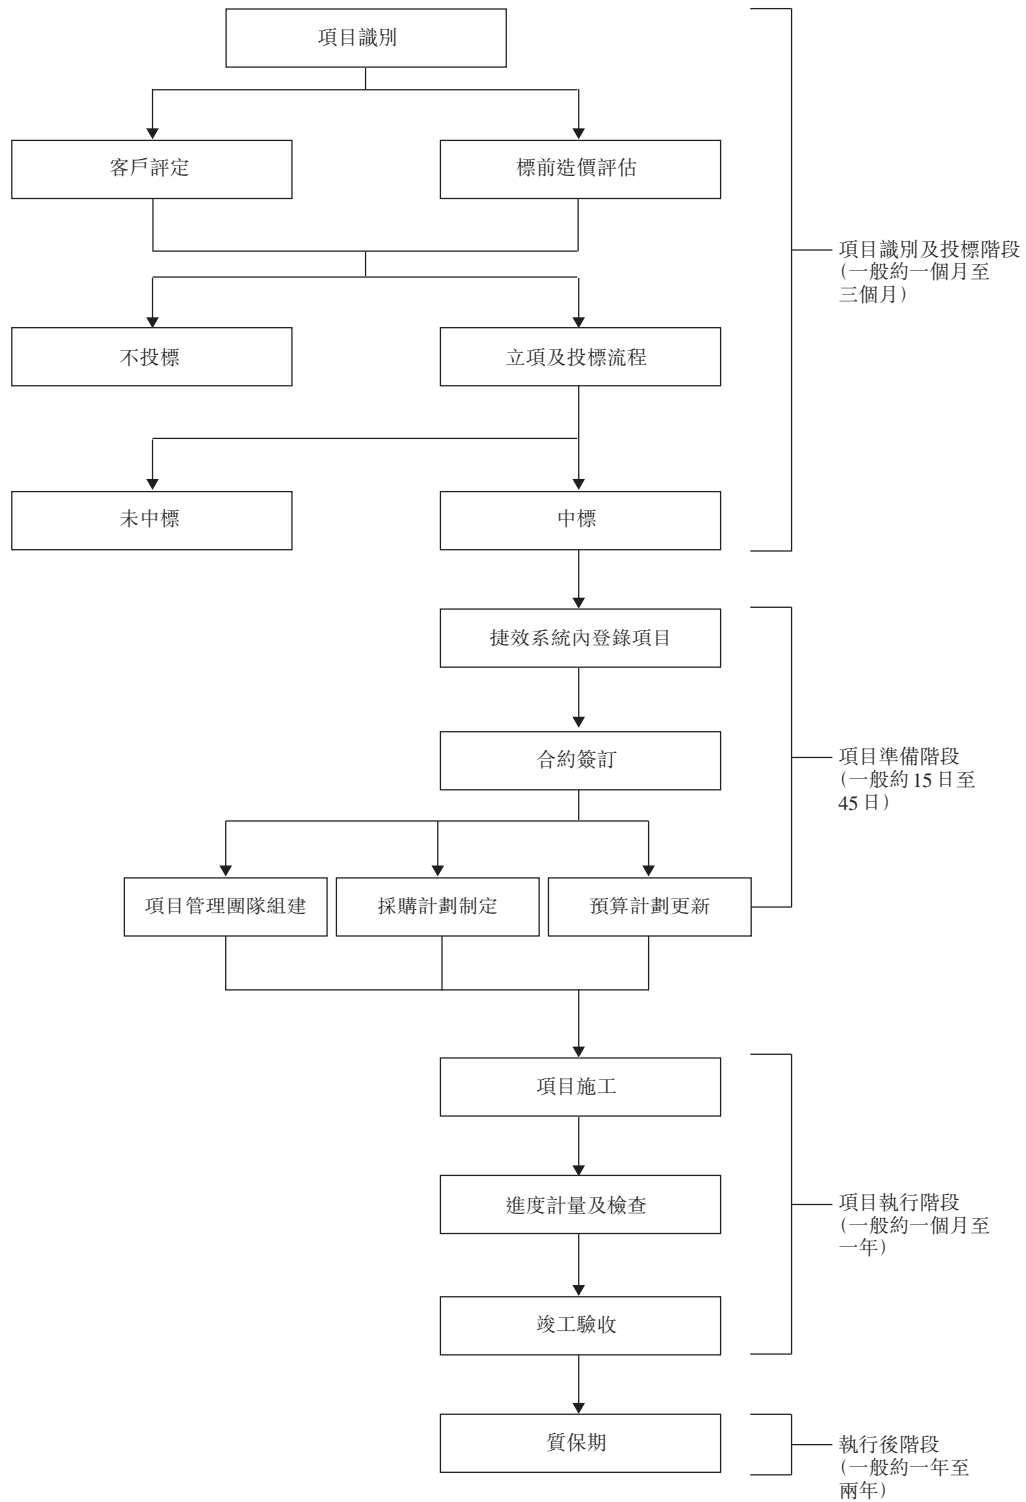 項目識別
客戶評定
標前造價評估
項目識別及投標階段
(一般約一個月至
三個月)
不投標
立項及投標流程
未中標
中標
捷效系統內登錄項目
合約簽訂
項目準備階段
(一般約15日至
45日)
項目管理團隊組建
採購計劃制定
預算計劃更新
項目施工
進度計量及檢查
項目執行階段
(一般約一個月至
一年)
竣工驗收
質保期
執行後階段
(一般約一年至
兩年)